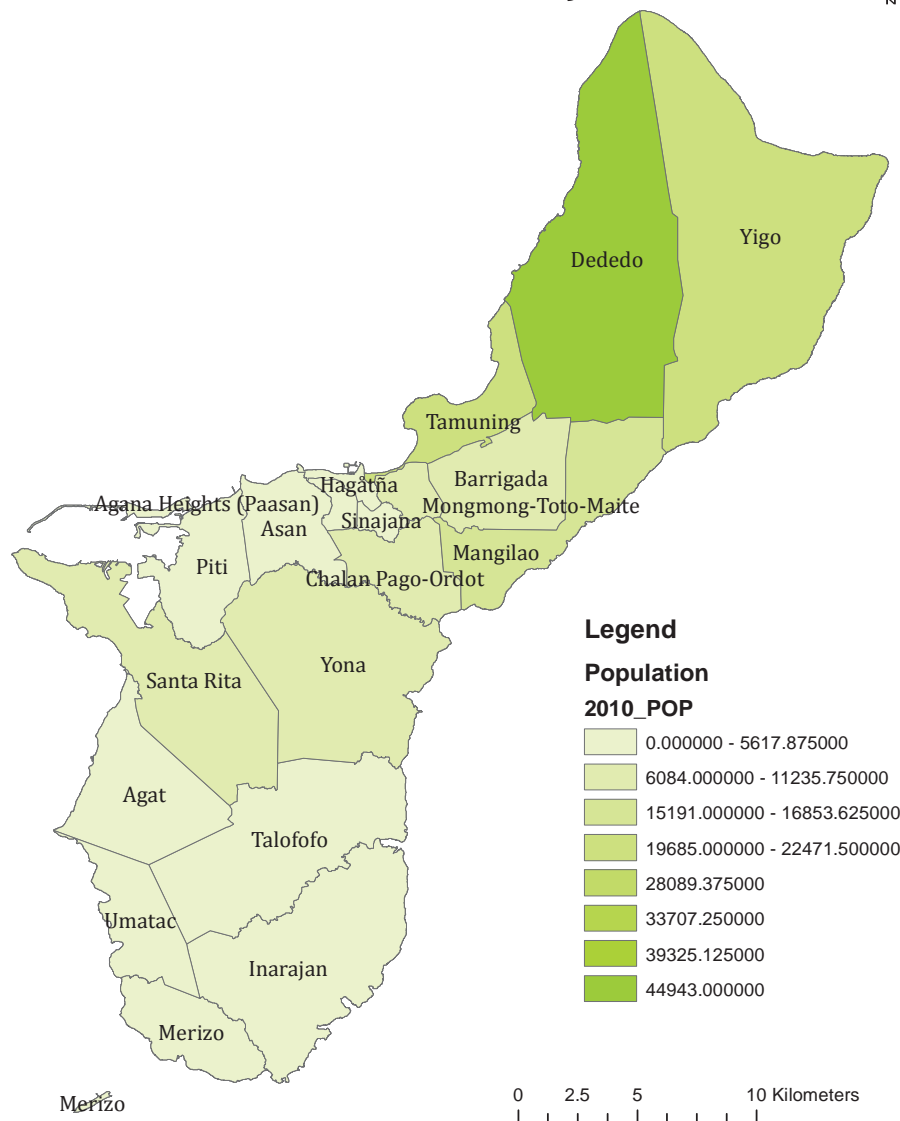 Dededo
Yigo
Tamuning
Barrigada
Hagåtña
Agana Heights (Paasan)
Mongmong-Toto-Maite
Sinajana
Asan
Mangilao
Piti
Chalan Pago-Ordot
Yona
Santa Rita
Agat
Talofofo
Umatac
Inarajan
Merizo
Merizo
Legend
Population
2010_POP
0.000000 - 5617.875000
6084.000000 - 11235.750000
15191.000000 - 16853.625000
19685.000000 - 22471.500000
28089.375000
33707.250000
39325.125000
44943.000000
0 2.5 5 10 Kilometers